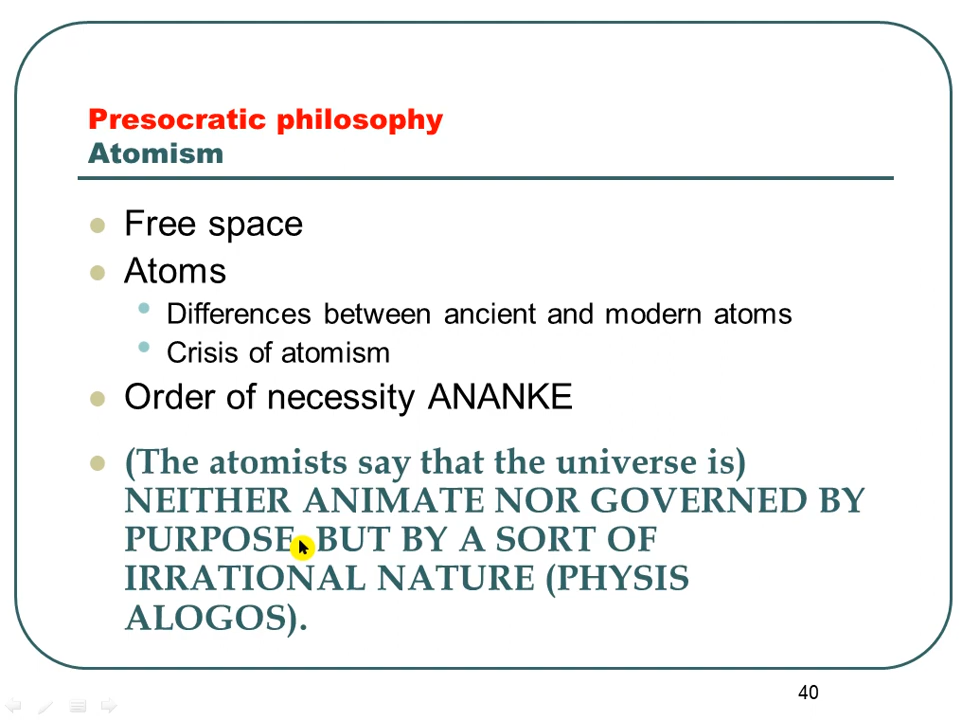 Presocratic philosophy
Atomism
Free space
Atoms
Differences between ancient and modern atoms
Crisis of atomism
Order of necessity ANANKE
(The atomists say that the universe is)
NEITHER ANIMATE NOR GOVERNED BY
PURPOSE, BUT BY A SORT OF
IRRATIONAL NATURE (PHYSIS
ALOGOS).
40